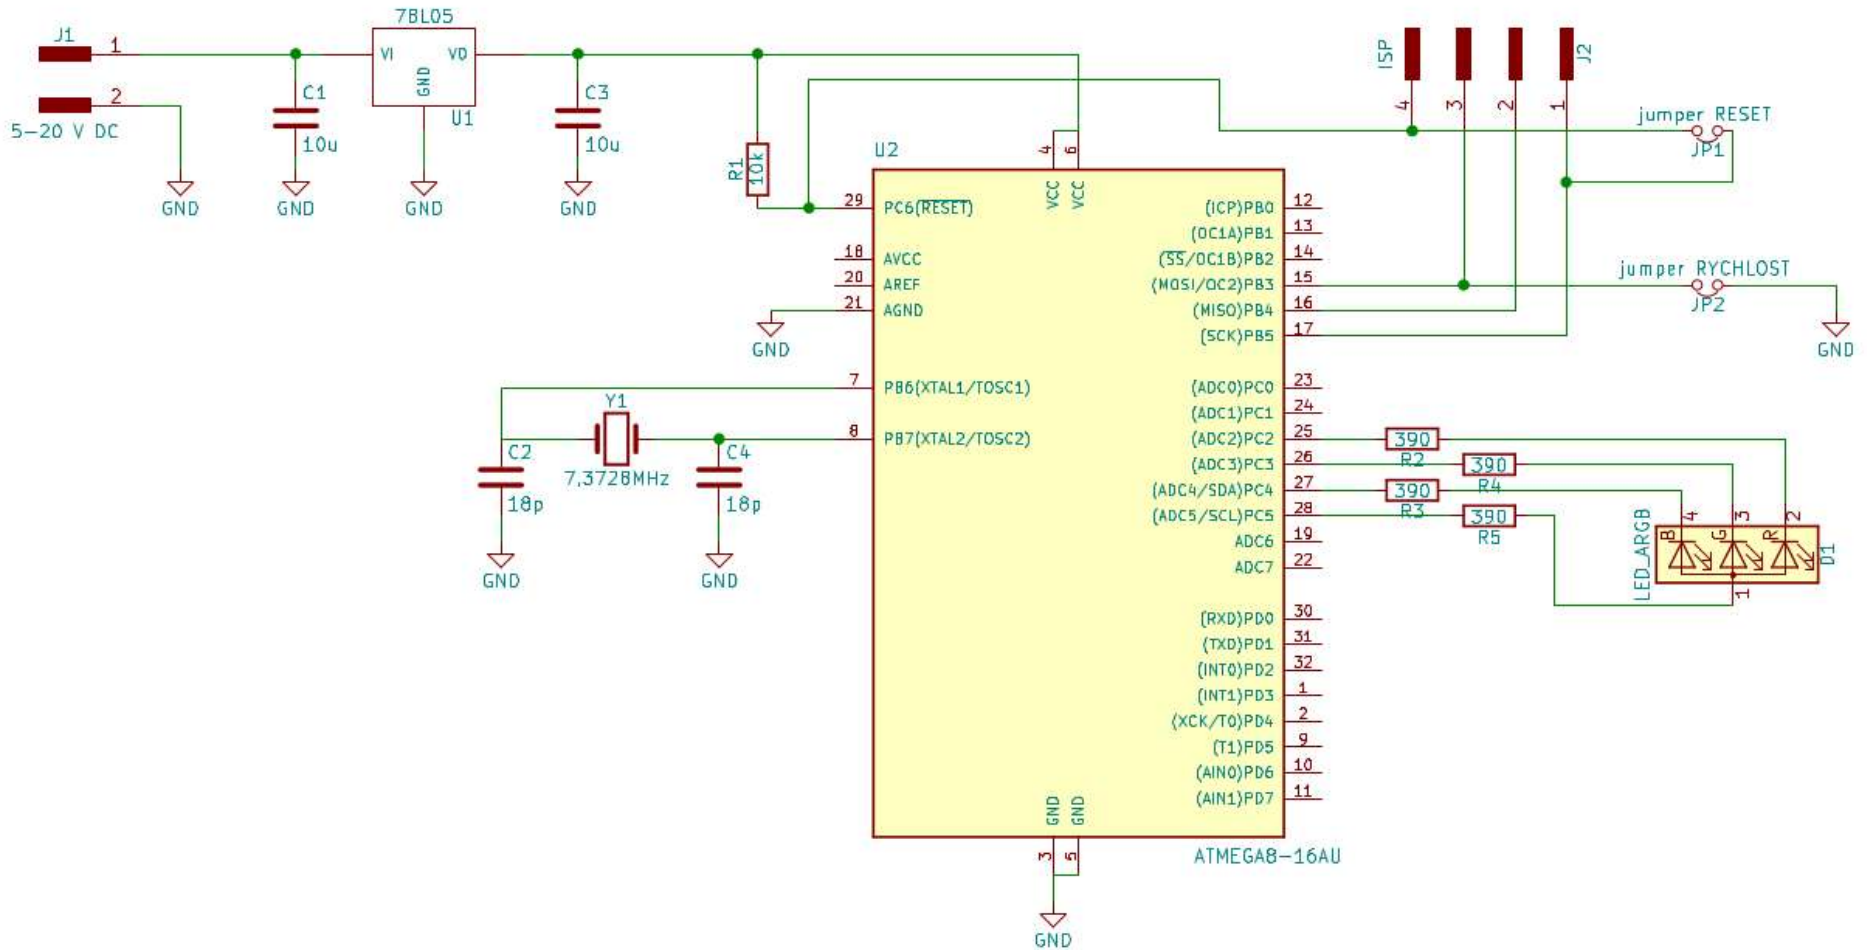 J1
1
2
5-20 V DC
GND
C1
10u
GND
78L05
VI
VO
GND
U1
GND
C3
10u
GND
R1
10k
ISP
4
3
2
1
J2
jumper RESET
JP1
jumper RYCHLOST
JP2
GND
U2
4
6
VCC
VCC
29 PC6(RESET)
18 AVCC
20 AREF
21 AGND
GND
7 PB6(XTAL1/TOSC1)
8 PB7(XTAL2/TOSC2)
Y1
7,3728MHz
C2
18p
GND
C4
18p
GND
(ICP)PB0 12
(OC1A)PB1 13
(SS/OC1B)PB2 14
(MOSI/OC2)PB3 15
(MISO)PB4 16
(SCK)PB5 17
(ADC0)PC0 23
(ADC1)PC1 24
(ADC2)PC2 25
(ADC3)PC3 26
(ADC4/SDA)PC4 27
(ADC5/SCL)PC5 28
ADC6 19
ADC7 22
(RXD)PD0 30
(TXD)PD1 31
(INT0)PD2 32
(INT1)PD3 1
(XCK/T0)PD4 2
(T1)PD5 9
(AIN0)PD6 10
(AIN1)PD7 11
390
R2
390
R4
390
R3
390
R5
LED_ARGB
4
3
2
B
G
R
D1
1
GND
GND
3
5
ATMEGA8-16AU
GND